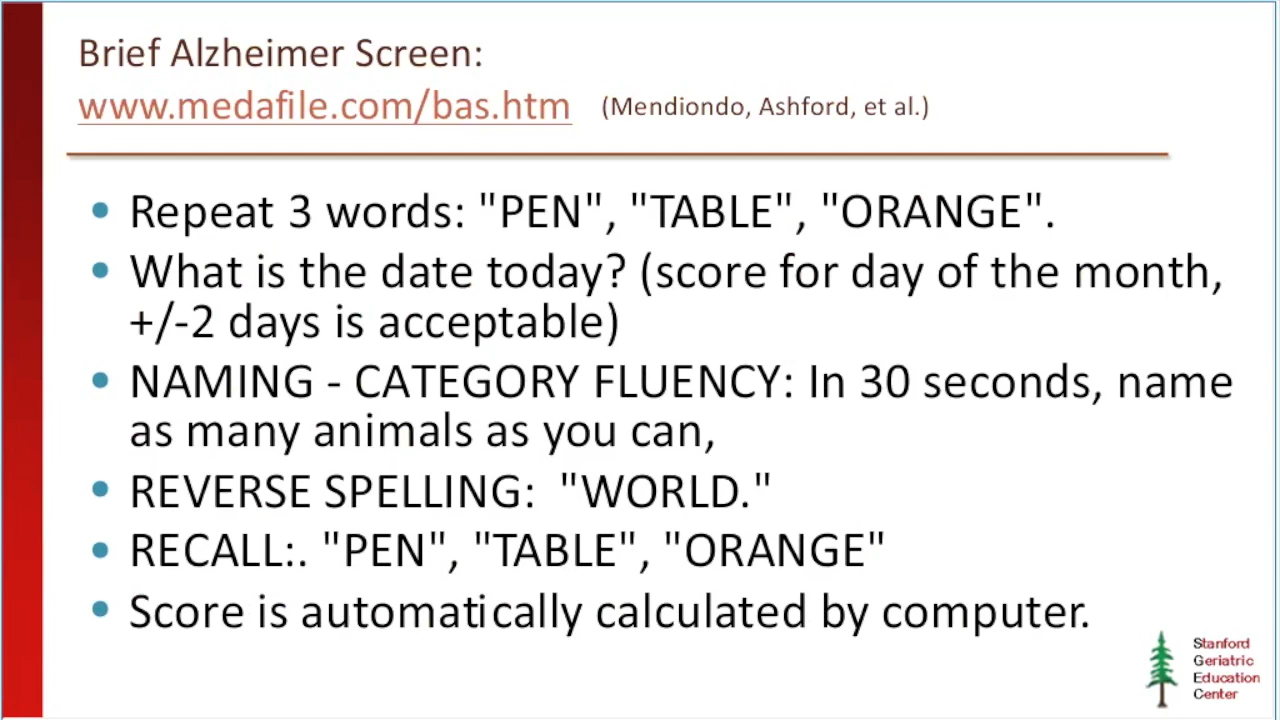 Brief Alzheimer Screen:
www.medafile.com/bas.htm (Mendiondo, Ashford, et al.)
• Repeat 3 words: "PEN", "TABLE", "ORANGE".
• What is the date today? (score for day of the month,
+/-2 days is acceptable)
• NAMING - CATEGORY FLUENCY: In 30 seconds, name
as many animals as you can,
• REVERSE SPELLING: "WORLD."
• RECALL:. "PEN", "TABLE", "ORANGE"
• Score is automatically calculated by computer.
Stanford
Geriatric
Education
Center